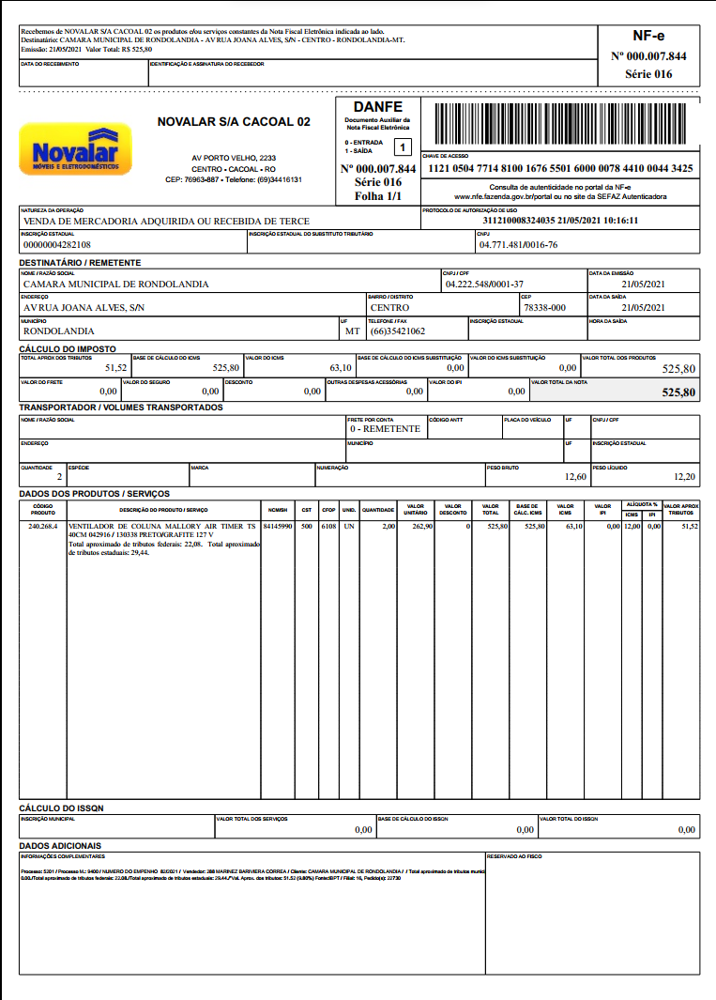 Recebemos de NOVALAR S/A CACOAL 02 os produtos e/ou serviços constantes da Nota Fiscal Eletrônica indicada ao lado.
Destinatário: CAMARA MUNICIPAL DE RONDOLANDIA - AV RUA JOANA ALVES, S/N - CENTRO - RONDOLANDIA-MT.
Emissão: 21/05/2021 Valor Total: R$ 525,80
DATA DO RECEBIMENTO IDENTIFICAÇÃO E ASSINATURA DO RECEBEDOR
NF-e
Nº 000.007.844
Série 016
Novalar
MÓVEIS E ELETRODOMÉSTICOS
NOVALAR S/A CACOAL 02
AV PORTO VELHO, 2233
CENTRO - CACOAL - RO
CEP: 76963-887 • Telefone: (69)34416131
DANFE
Documento Auxiliar da
Nota Fiscal Eletrônica
0 - ENTRADA
1 - SAÍDA
1
Nº 000.007.844
Série 016
Folha 1/1
CHAVE DE ACESSO
1121 0504 7714 8100 1676 5501 6000 0078 4410 0044 3425
Consulta de autenticidade no portal da NF-e
www.nfe.fazenda.gov.br/portal ou no site da SEFAZ Autenticadora
NATUREZA DA OPERAÇÃO PROTOCOLO DE AUTORIZAÇÃO DE USO
VENDA DE MERCADORIA ADQUIRIDA OU RECEBIDA DE TERCE 311210008324035 21/05/2021 10:16:11
INSCRIÇÃO ESTADUAL INSCRIÇÃO ESTADUAL DO SUBSTITUTO TRIBUTÁRIO CNPJ
00000004282108 04.771.481/0016-76
DESTINATÁRIO / REMETENTE
NOME / RAZÃO SOCIAL CNPJ / CPF DATA DA EMISSÃO
CAMARA MUNICIPAL DE RONDOLANDIA 04.222.548/0001-37 21/05/2021
ENDEREÇO BAIRRO / DISTRITO CEP DATA DA SAÍDA
AV RUA JOANA ALVES, S/N CENTRO 78338-000 21/05/2021
MUNICÍPIO UF TELEFONE / FAX INSCRIÇÃO ESTADUAL HORA DA SAÍDA
RONDOLANDIA MT (66)35421062
CÁLCULO DO IMPOSTO
TOTAL APROX DOS TRIBUTOS BASE DE CÁLCULO DO ICMS VALOR DO ICMS BASE DE CÁLCULO DO ICMS SUBSTITUIÇÃO VALOR DO ICMS SUBSTITUIÇÃO VALOR TOTAL DOS PRODUTOS
51,52 525,80 63,10 0,00 0,00 525,80
VALOR DO FRETE VALOR DO SEGURO DESCONTO OUTRAS DESPESAS ACESSÓRIAS VALOR DO IPI VALOR TOTAL DA NOTA
0,00 0,00 0,00 0,00 0,00 525,80
TRANSPORTADOR / VOLUMES TRANSPORTADOS
NOME / RAZÃO SOCIAL FRETE POR CONTA CÓDIGO ANTT PLACA DO VEÍCULO UF CNPJ / CPF
0 - REMETENTE
ENDEREÇO MUNICÍPIO UF INSCRIÇÃO ESTADUAL
QUANTIDADE ESPÉCIE MARCA NUMERAÇÃO PESO BRUTO PESO LÍQUIDO
2 12,60 12,20
DADOS DOS PRODUTOS / SERVIÇOS
CÓDIGO PRODUTO DESCRIÇÃO DO PRODUTO / SERVIÇO NCM/SH CST CFOP UNID. QUANTIDADE VALOR UNITÁRIO VALOR DESCONTO VALOR TOTAL BASE DE CÁLC. ICMS VALOR ICMS VALOR IPI ALÍQUOTA % ICMS IPI VALOR APROX TRIBUTOS
240.268.4 VENTILADOR DE COLUNA MALLORY AIR TIMER TS 84145990 500 6108 UN 2,00 262,90 0 525,80 525,80 63,10 0,00 12,00 0,00 51,52
40CM 042916 / 130338 PRETO/GRAFITE 127 V
Total aproximado de tributos federais: 22,08. Total aproximado
de tributos estaduais: 29,44.
CÁLCULO DO ISSQN
INSCRIÇÃO MUNICIPAL VALOR TOTAL DOS SERVIÇOS BASE DE CÁLCULO DO ISSQN VALOR TOTAL DO ISSQN
0,00 0,00 0,00
DADOS ADICIONAIS
INFORMAÇÕES COMPLEMENTARES RESERVADO AO FISCO
Processo: 5201 / Processo M.: 9400 / NUMERO DO EMPENHO 82/2021 / Vendedor: 288 MARINEZ BARIVIERA CORREA / Cliente: CAMARA MUNICIPAL DE RONDOLANDIA / / Total aproximado de tributos munici
0,00./Total aproximado de tributos federais: 22,08./Total aproximado de tributos estaduais: 29,44./*Val. Aprox. dos tributos: 51,52 (9,80%) Fonte:IBPT / Filial: 16, Pedido(s): 22730